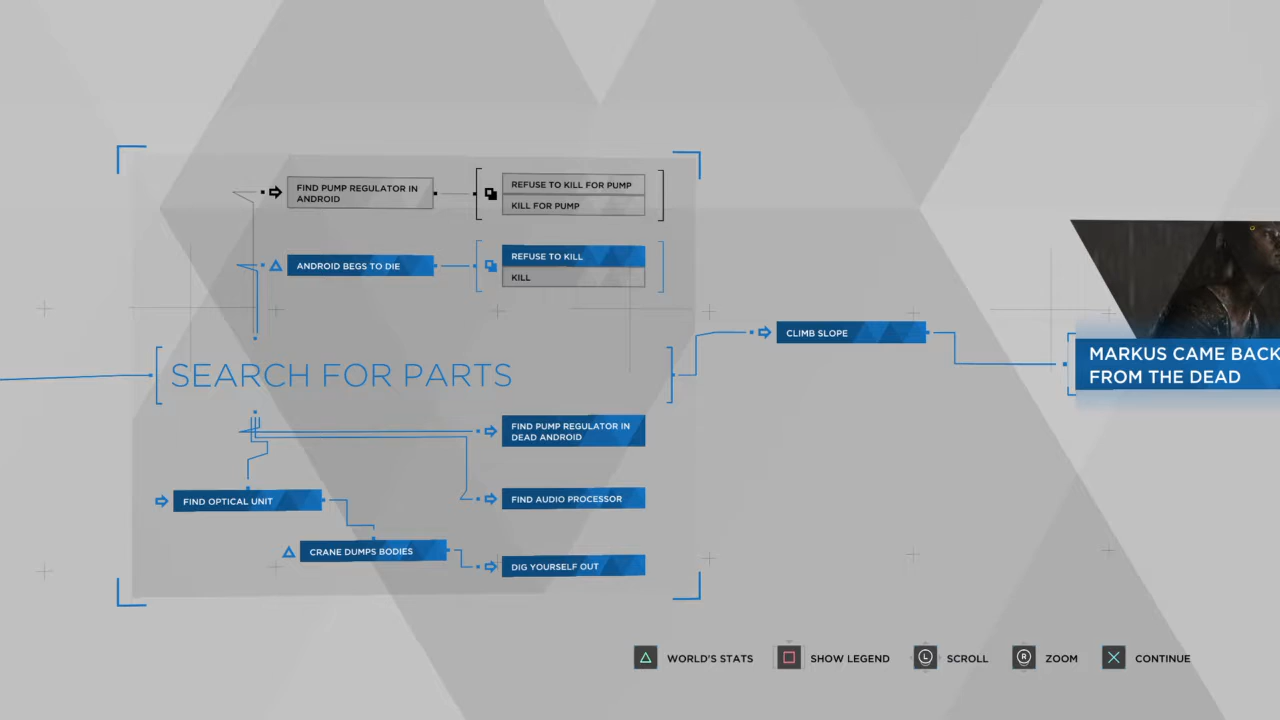 FIND PUMP REGULATOR IN
ANDROID
REFUSE TO KILL FOR PUMP
KILL FOR PUMP
ANDROID BEGS TO DIE
REFUSE TO KILL
KILL
SEARCH FOR PARTS
CLIMB SLOPE
MARKUS CAME BACK
FROM THE DEAD
FIND PUMP REGULATOR IN
DEAD ANDROID
FIND OPTICAL UNIT
FIND AUDIO PROCESSOR
CRANE DUMPS BODIES
DIG YOURSELF OUT
WORLD'S STATS
SHOW LEGEND
L SCROLL
R ZOOM
CONTINUE